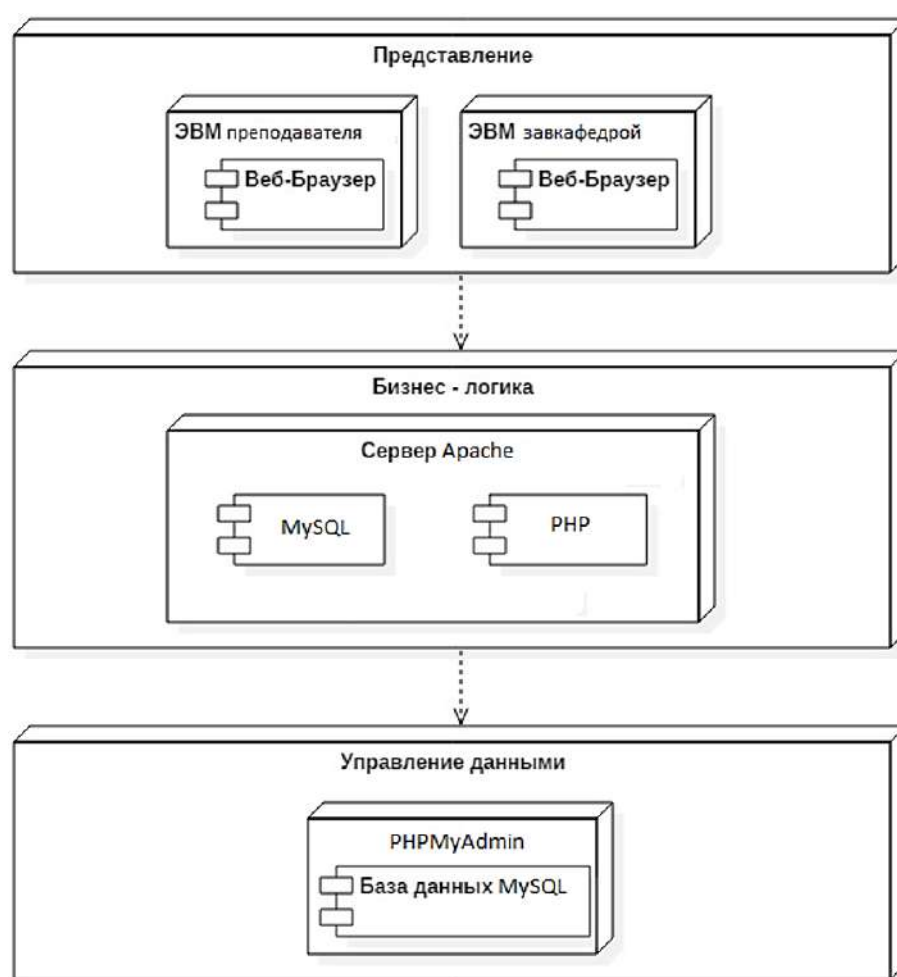 Представление
ЭВМ преподавателя
ЭВМ завкафедрой
Веб-Браузер
Веб-Браузер
Бизнес - логика
Сервер Apache
MySQL
PHP
Управление данными
PHPMyAdmin
База данных MySQL